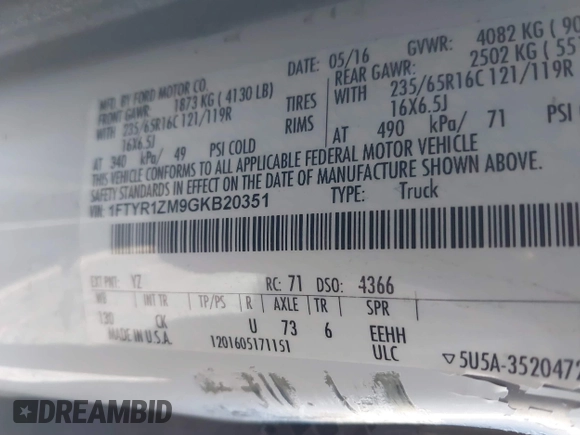 MFD. BY FORD MOTOR CO.
DATE: 05/16
GVWR: 4082 KG (90
FRONT GAWR: 1873 KG (4130 LB)
REAR GAWR: 2502 KG (55
WITH 235/65R16C 121/119R TIRES
WITH 235/65R16C 121/119R
16X6.5J RIMS 16X6.5J
AT 340 kPa/ 49 PSI COLD
AT 490 kPa/ 71 PSI
THIS VEHICLE CONFORMS TO ALL APPLICABLE FEDERAL MOTOR VEHICLE
SAFETY STANDARDS IN EFFECT ON THE DATE OF MANUFACTURE SHOWN ABOVE.
VIN: 1FTYR1ZM9GKB20351
TYPE: Truck
EXT PNT: YZ RC: 71 DSO: 4366
WB INT TR TP/PS R AXLE TR SPR
130 CK U 73 6 EEHH
MADE IN U.S.A. 1201605171151 ULC
▽5U5A-3520472
DREAMBID